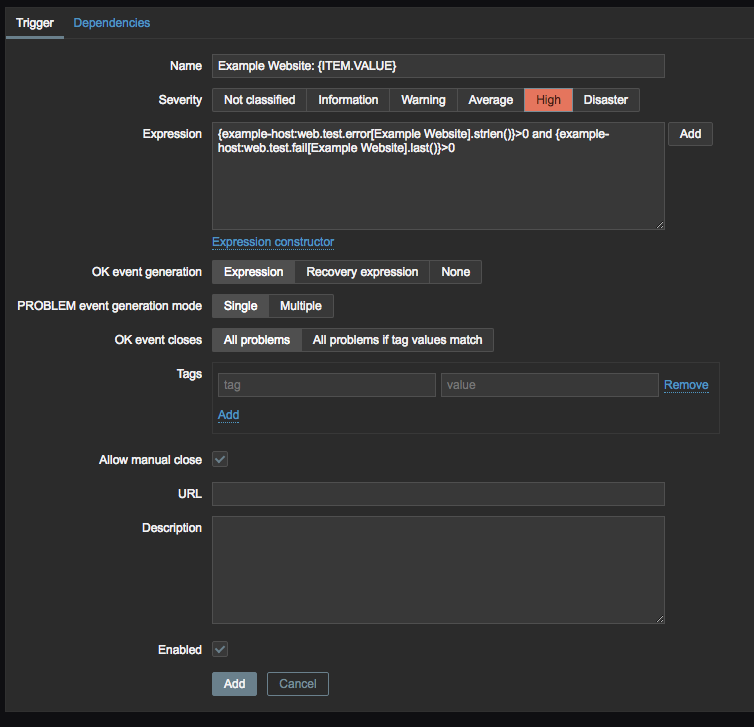 Trigger Dependencies
Name Example Website: {ITEM.VALUE}
Severity Not classified Information Warning Average High Disaster
Expression {example-host:web.test.error[Example Website].strlen()}>0 and {example- Add
host:web.test.fail[Example Website].last()}>0
Expression constructor
OK event generation Expression Recovery expression None
PROBLEM event generation mode Single Multiple
OK event closes All problems All problems if tag values match
Tags tag value Remove
Add
Allow manual close
URL
Description
Enabled
Add Cancel